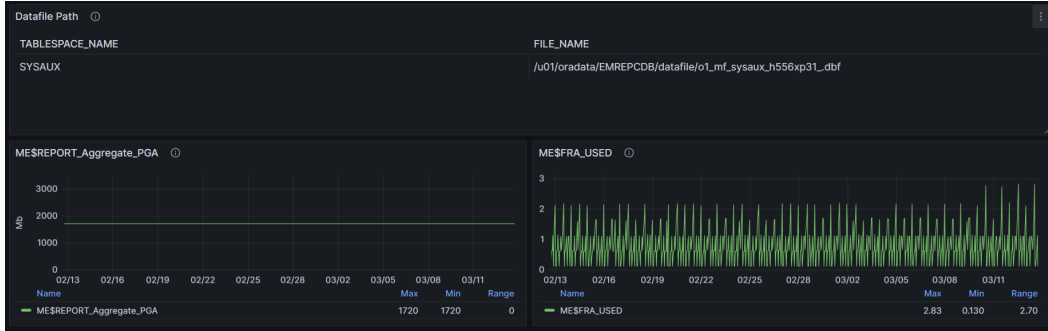 Datafile Path
TABLESPACE_NAME FILE_NAME
SYSAUX /u01/oradata/EMREPCDB/datafile/o1_mf_sysaux_h556xp31_.dbf
ME$REPORT_Aggregate_PGA
Mb
3000
2000
1000
0
02/13 02/16 02/19 02/22 02/25 02/28 03/02 03/05 03/08 03/11
Name Max Min Range
ME$REPORT_Aggregate_PGA 1720 1720 0
ME$FRA_USED
3
2
1
0
02/13 02/16 02/19 02/22 02/25 02/28 03/02 03/05 03/08 03/11
Name Max Min Range
ME$FRA_USED 2.83 0.130 2.70